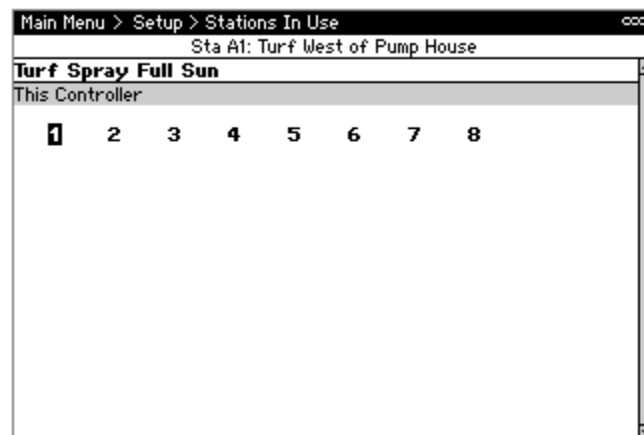 Main Menu > Setup > Stations In Use
Sta A1: Turf West of Pump House
Turf Spray Full Sun
This Controller
1 2 3 4 5 6 7 8